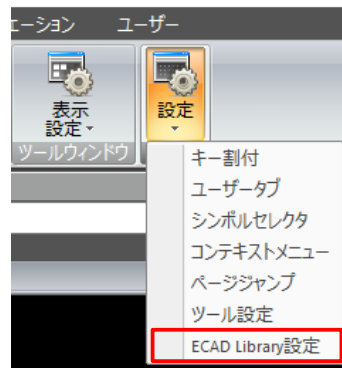 ーション ユーザー
表示
設定
設定
ツールウィンドウ
キー割付
ユーザータブ
シンボルセレクタ
コンテキストメニュー
ページジャンプ
ツール設定
ECAD Library設定